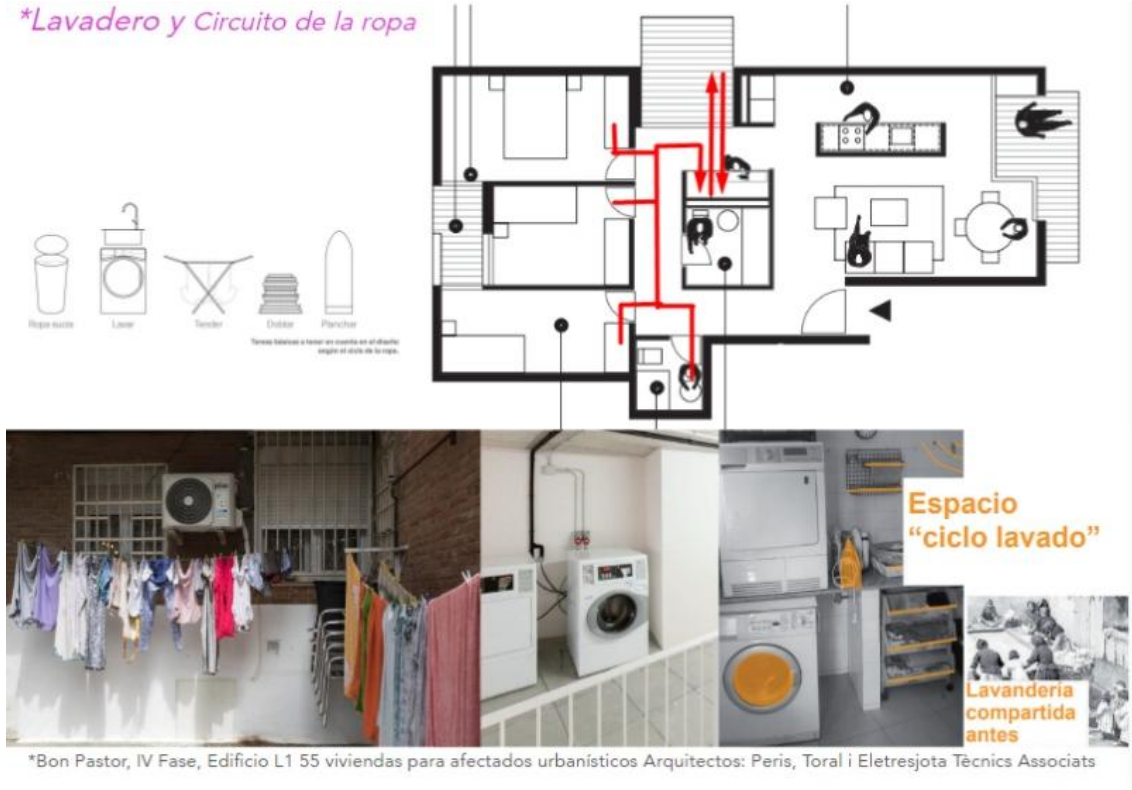 *Lavadero y Circuito de la ropa
Ropa sucia
Lavar
Tender
Doblar
Planchar
Tareas básicas a tener en cuenta en el diseño
según el ciclo de la ropa.
Espacio
“ciclo lavado”
Lavandería
compartida
antes
*Bon Pastor, IV Fase, Edificio L1 55 viviendas para afectados urbanísticos Arquitectos: Peris, Toral i Eletresjota Tècnics Associats